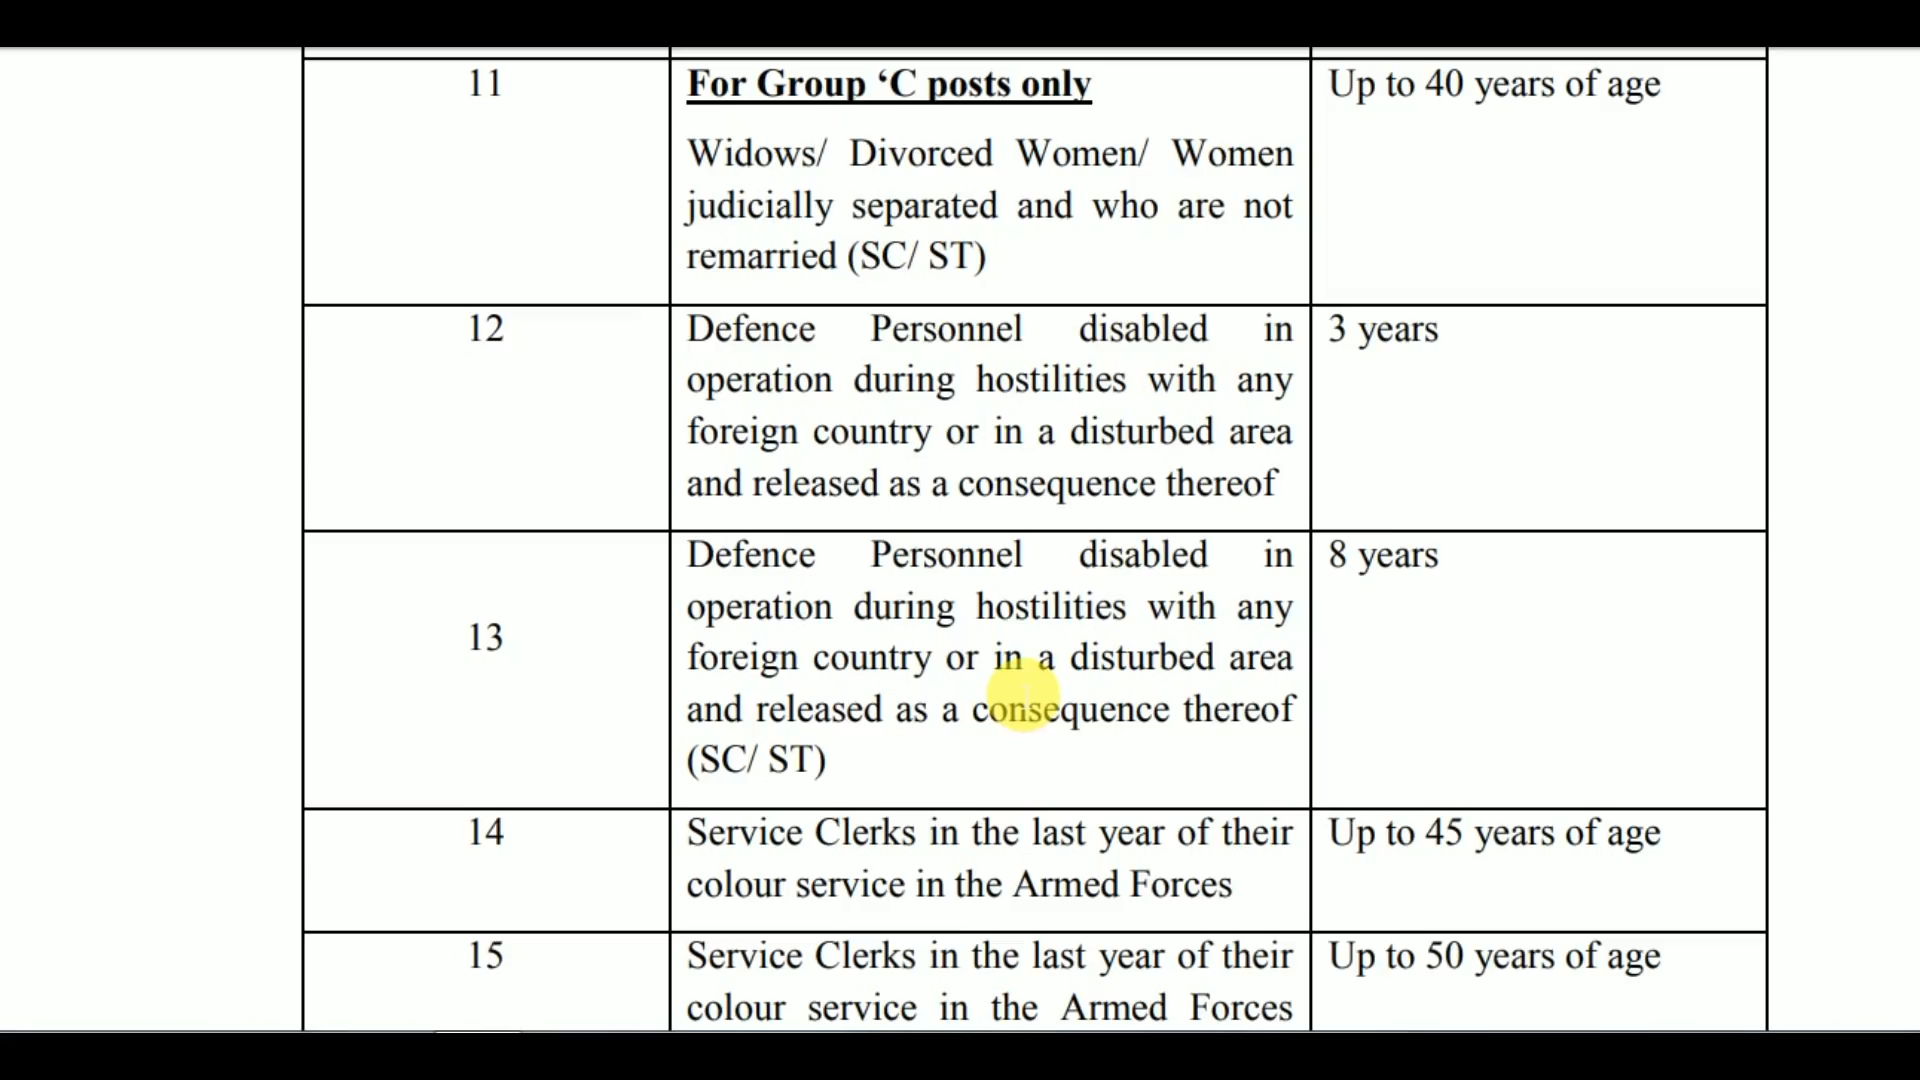 11
For Group ‘C posts only
Up to 40 years of age
Widows/ Divorced Women/ Women
judicially separated and who are not
remarried (SC/ ST)
12
Defence Personnel disabled in
3 years
operation during hostilities with any
foreign country or in a disturbed area
and released as a consequence thereof
13
Defence Personnel disabled in
8 years
operation during hostilities with any
foreign country or in a disturbed area
and released as a consequence thereof
(SC/ ST)
14
Service Clerks in the last year of their
Up to 45 years of age
colour service in the Armed Forces
15
Service Clerks in the last year of their
Up to 50 years of age
colour service in the Armed Forces